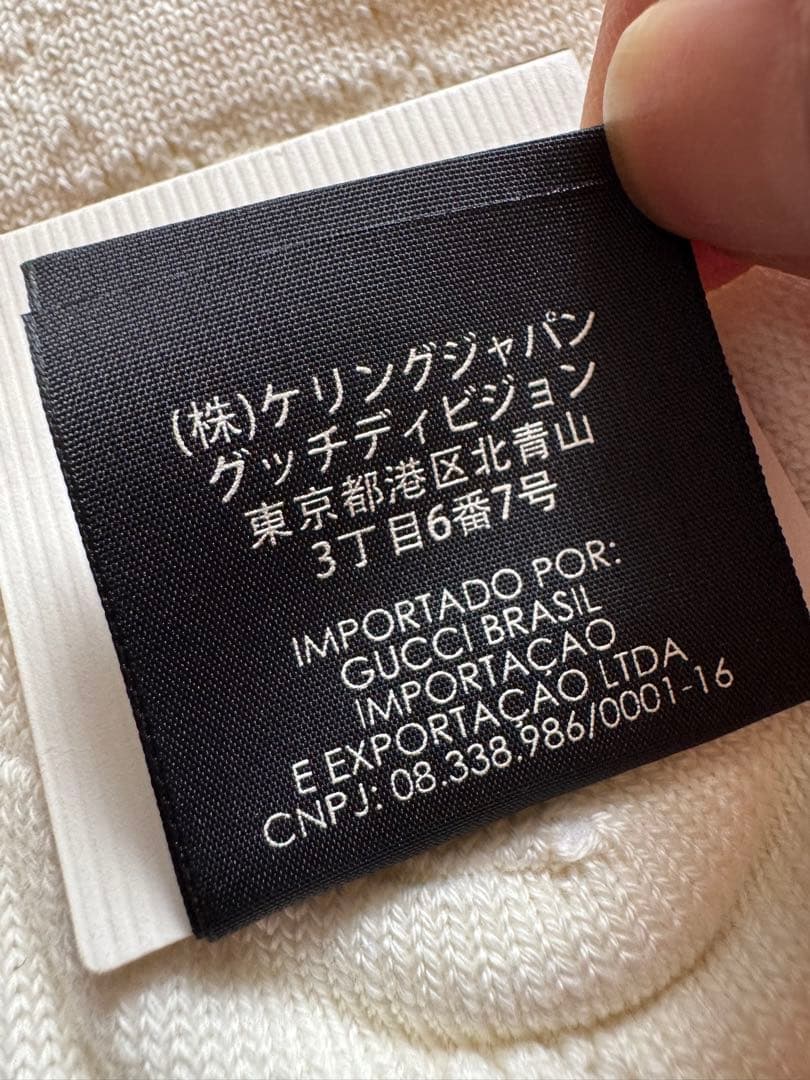 (株)ケリングジャパン
グッチディビジョン
東京都港区北青山
3丁目6番7号
IMPORTADO POR:
GUCCI BRASIL
IMPORTAÇAO
E EXPORTAÇAO LTDA
CNPJ: 08.338.986/0001-16